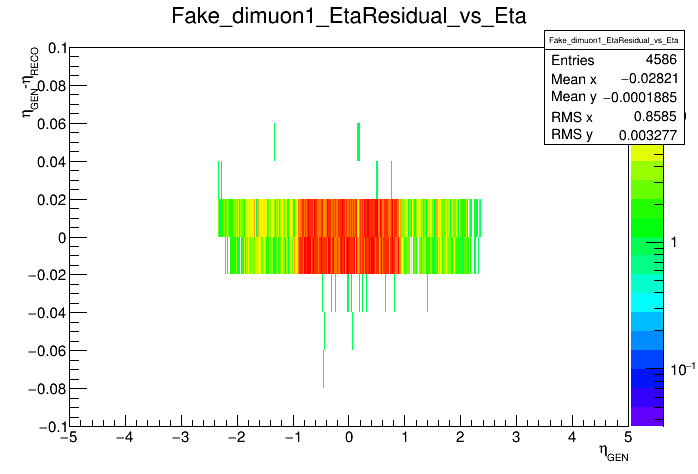 Fake_dimuon1_EtaResidual_vs_Eta
Fake_dimuon1_EtaResidual_vs_Eta
Entries 4586
Mean x −0.02821
Mean y −0.0001885
RMS x 0.8585
RMS y 0.003277
ηGEN-ηRECO
0.1
0.08
0.06
0.04
0.02
0
−0.02
−0.04
−0.06
−0.08
−0.1
−5 −4 −3 −2 −1 0 1 2 3 4 5
ηGEN
1
10−1